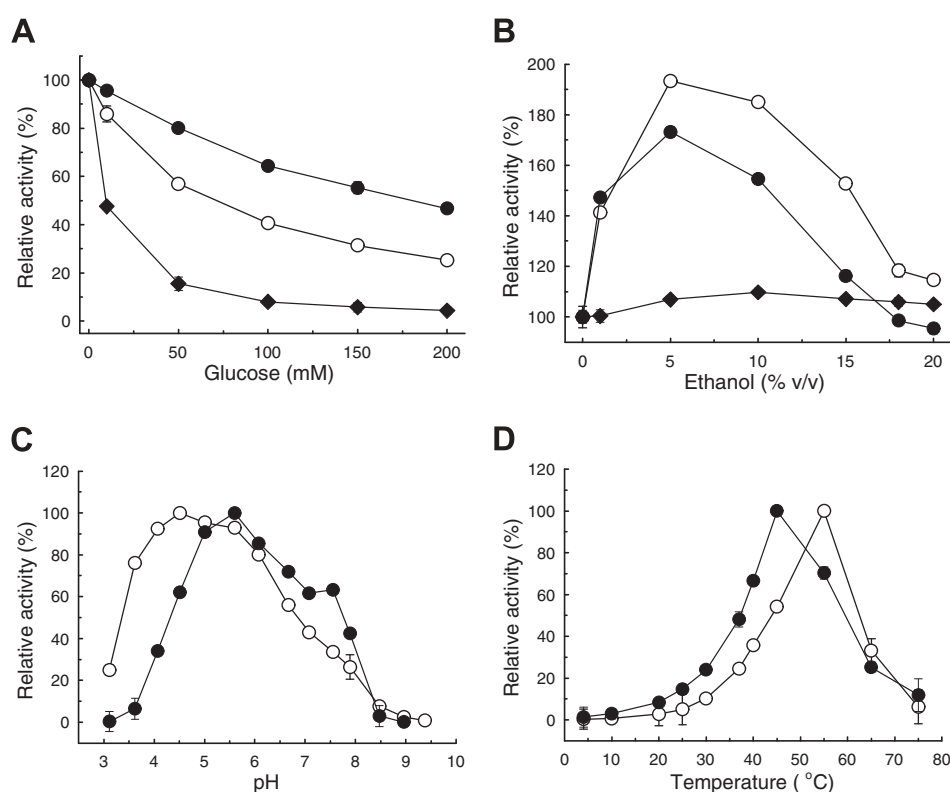 A
Relative activity (%)
100
80
60
40
20
0
0 50 100 150 200
Glucose (mM)
B
Relative activity (%)
200
180
160
140
120
100
0 5 10 15 20
Ethanol (% v/v)
C
Relative activity (%)
120
100
80
60
40
20
0
3 4 5 6 7 8 9 10
pH
D
Relative activity (%)
120
100
80
60
40
20
0
0 10 20 30 40 50 60 70 80
Temperature ( °C)